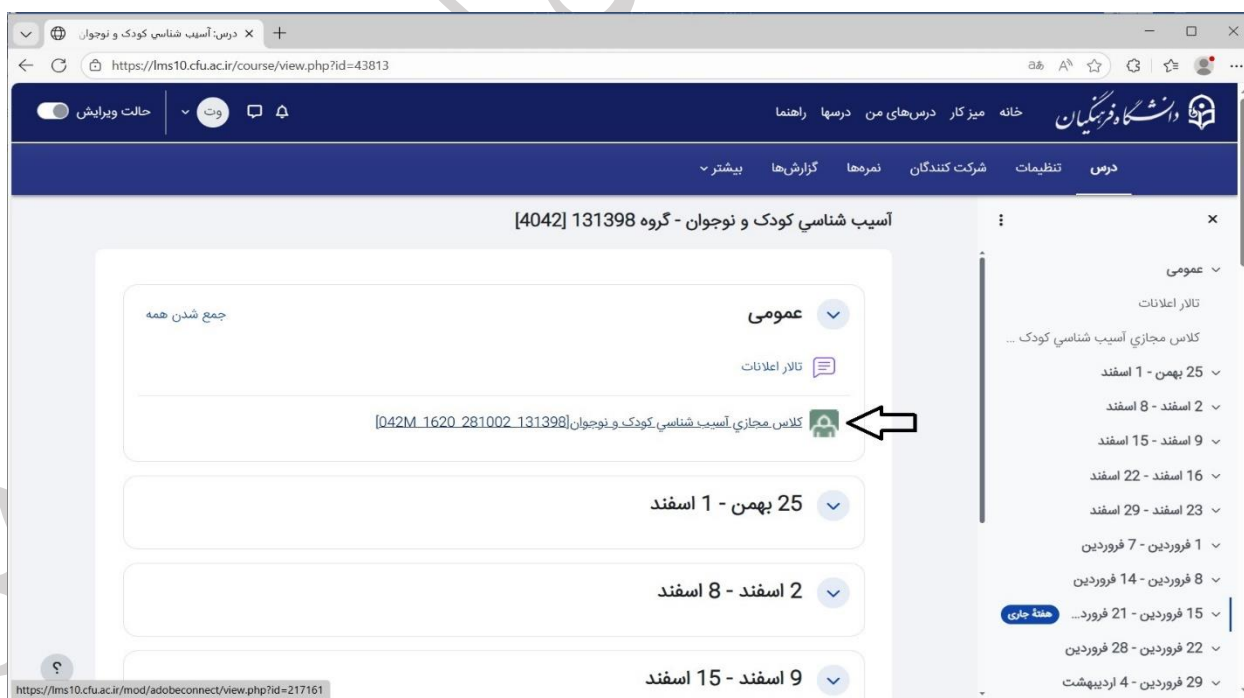 درس: آسیب شناسي کودک و نوجوان
https://lms10.cfu.ac.ir/course/view.php?id=43813
دانشگاه فرهنگیان
خانه میز کار درس‌های من درسها راهنما
وت
حالت ویرایش
درس تنظیمات شرکت کنندگان نمره‌ها گزارش‌ها بیشتر
آسیب شناسي کودک و نوجوان - گروه 131398 [4042]
عمومی
جمع شدن همه
تالار اعلانات
کلاس مجازي آسیب شناسي کودک و نوجوان[042M_1620_281002_131398]
25 بهمن - 1 اسفند
2 اسفند - 8 اسفند
9 اسفند - 15 اسفند
عمومی
تالار اعلانات
کلاس مجازي آسیب شناسي کودک ...
25 بهمن - 1 اسفند
2 اسفند - 8 اسفند
9 اسفند - 15 اسفند
16 اسفند - 22 اسفند
23 اسفند - 29 اسفند
1 فروردین - 7 فروردین
8 فروردین - 14 فروردین
15 فروردین - 21 فرورد... هفتهٔ جاری
22 فروردین - 28 فروردین
29 فروردین - 4 اردیبهشت
؟
https://lms10.cfu.ac.ir/mod/adobeconnect/view.php?id=217161